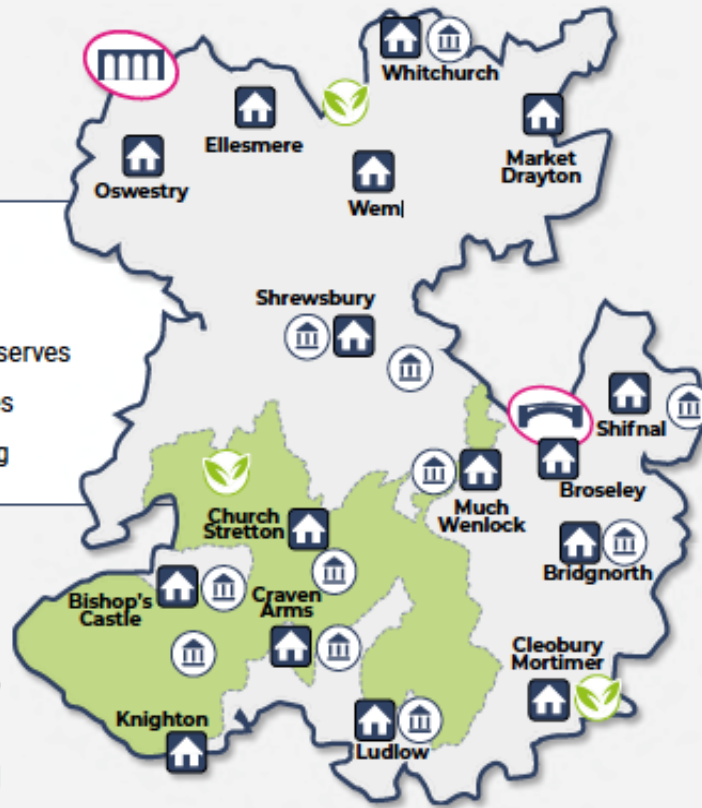 Whitchurch
Ellesmere
Market
Drayton
Oswestry
Wem
Shrewsbury
serves
s
Shifnal
g
Broseley
Much
Wenlock
Church
Stretton
Bridgnorth
Bishop's
Castle
Craven
Arms
Cleobury
Mortimer
Knighton
Ludlow